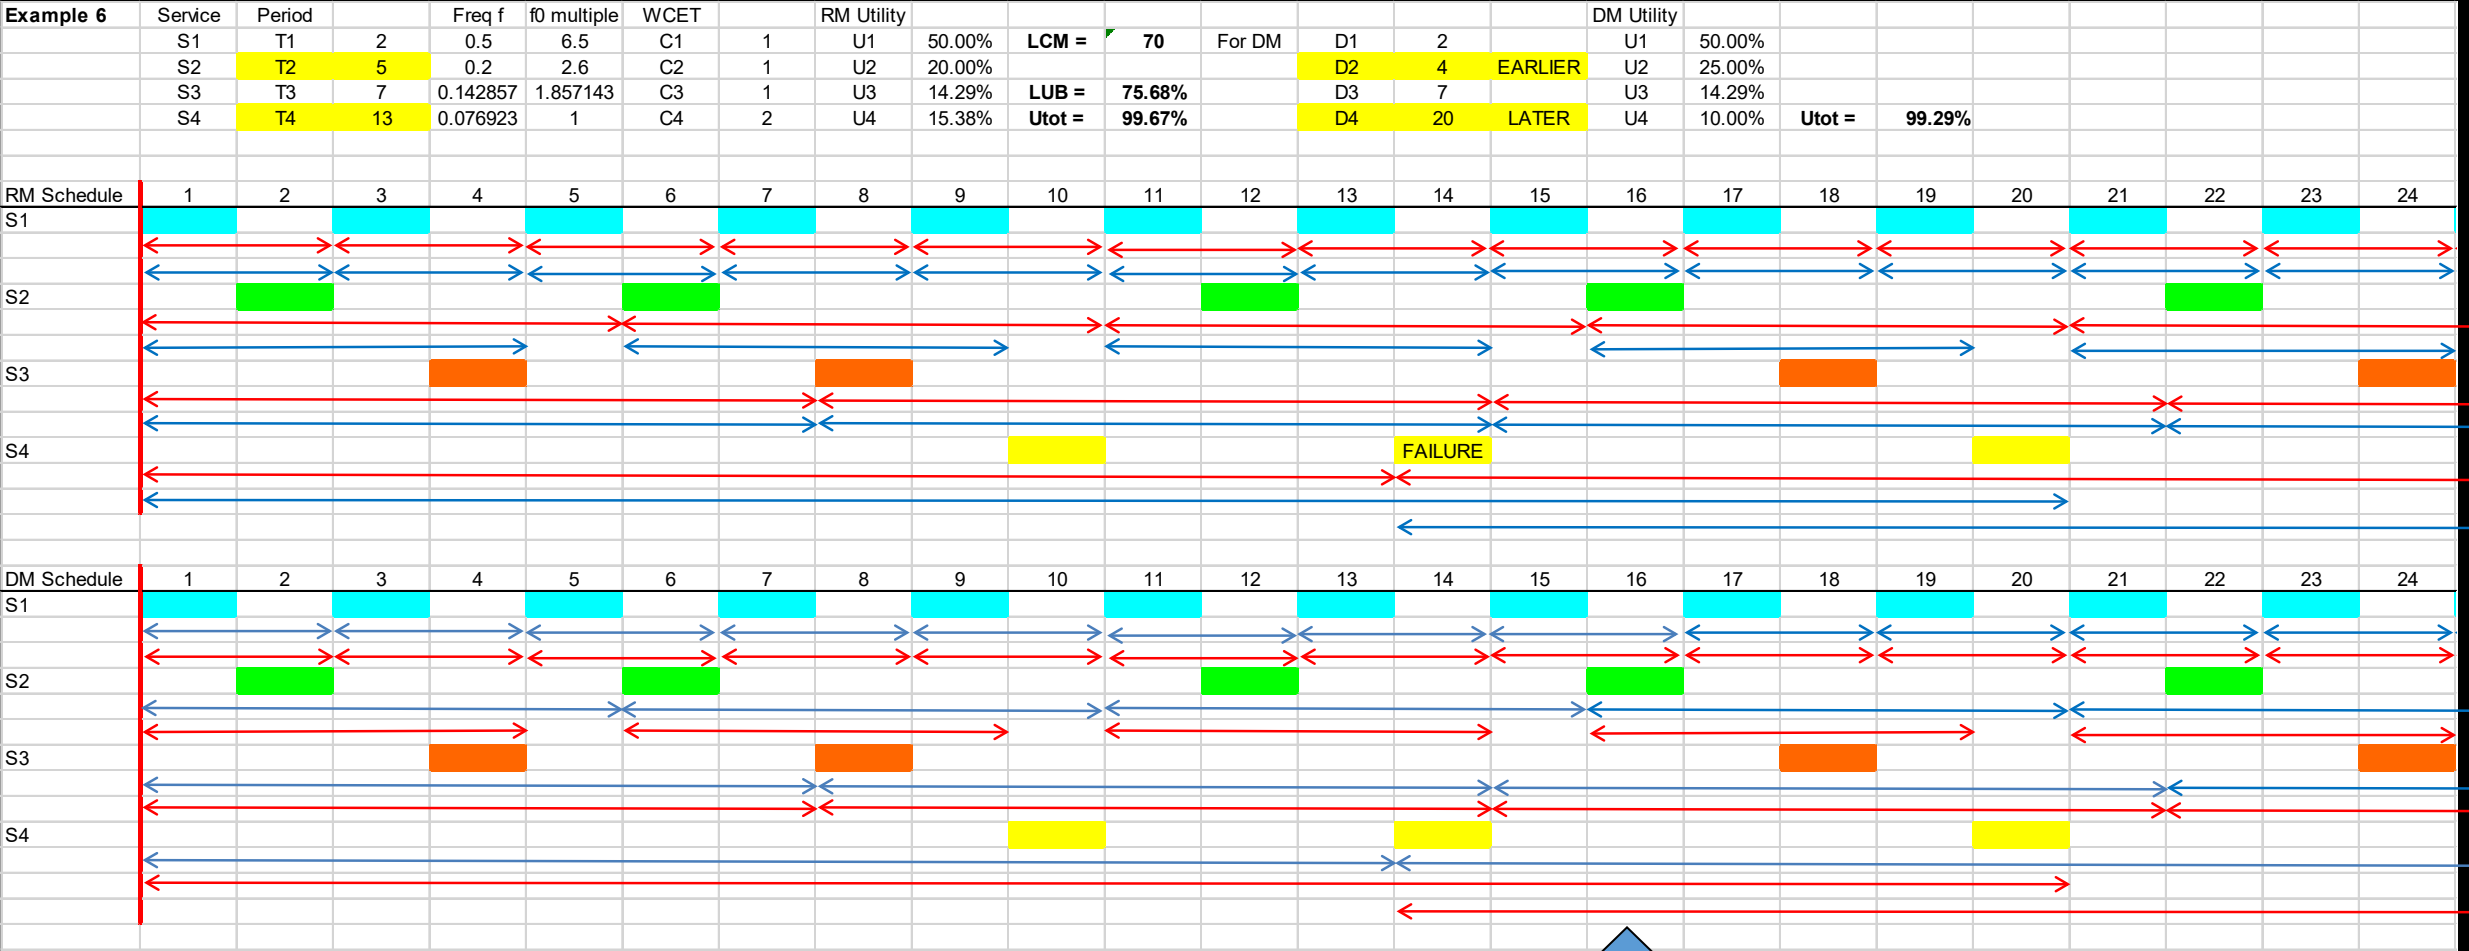 Example 6 Service Period Freq f f0 multiple WCET RM Utility DM Utility
S1 T1 2 0.5 6.5 C1 1 U1 50.00% LCM = 70 For DM D1 2 U1 50.00%
S2 T2 5 0.2 2.6 C2 1 U2 20.00% D2 4 EARLIER U2 25.00%
S3 T3 7 0.142857 1.857143 C3 1 U3 14.29% LUB = 75.68% D3 7 U3 14.29%
S4 T4 13 0.076923 1 C4 2 U4 15.38% Utot = 99.67% D4 20 LATER U4 10.00% Utot = 99.29%
RM Schedule 1 2 3 4 5 6 7 8 9 10 11 12 13 14 15 16 17 18 19 20 21 22 23 24
S1
S2
S3
S4 FAILURE
DM Schedule 1 2 3 4 5 6 7 8 9 10 11 12 13 14 15 16 17 18 19 20 21 22 23 24
S1
S2
S3
S4